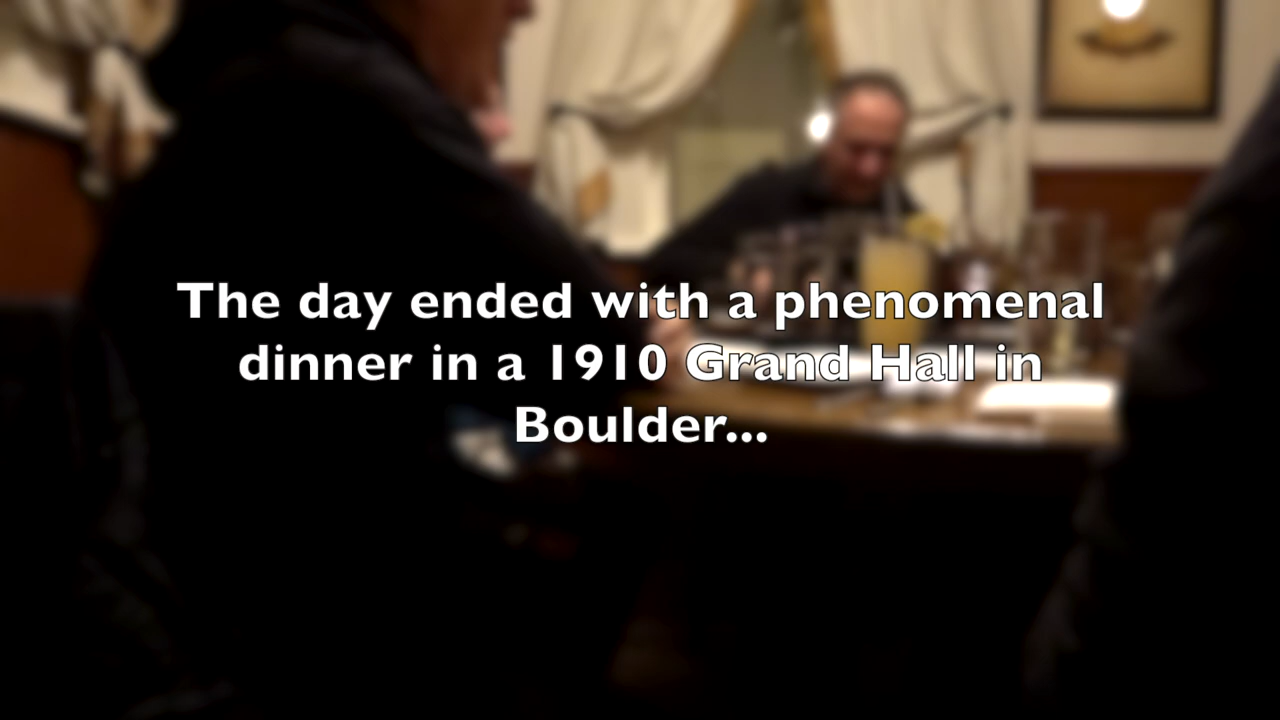 The day ended with a phenomenal
dinner in a 1910 Grand Hall in
Boulder...